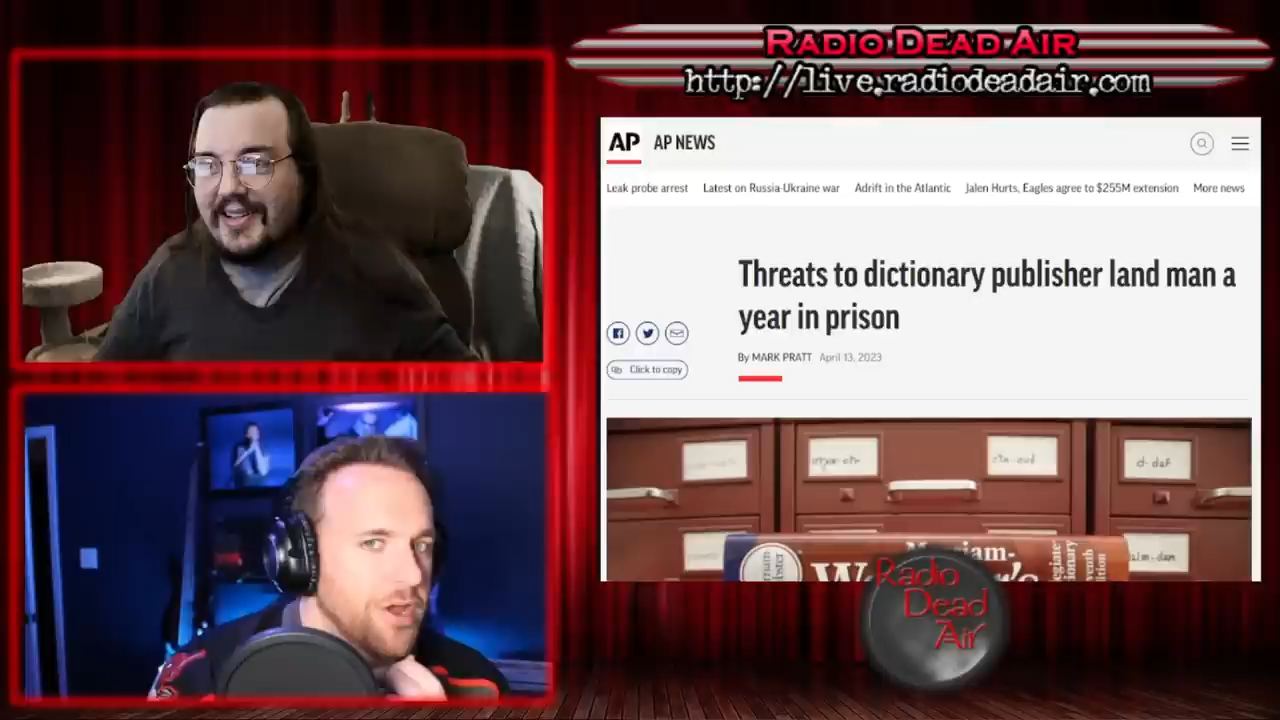 Radio Dead Air
http://live.radiodeadair.com
AP AP NEWS
Leak probe arrest Latest on Russia-Ukraine war Adrift in the Atlantic Jalen Hurts, Eagles agree to $255M extension More news
Threats to dictionary publisher land man a
year in prison
By MARK PRATT April 13, 2023
Click to copy
d-daf
Radio
Dead
Air